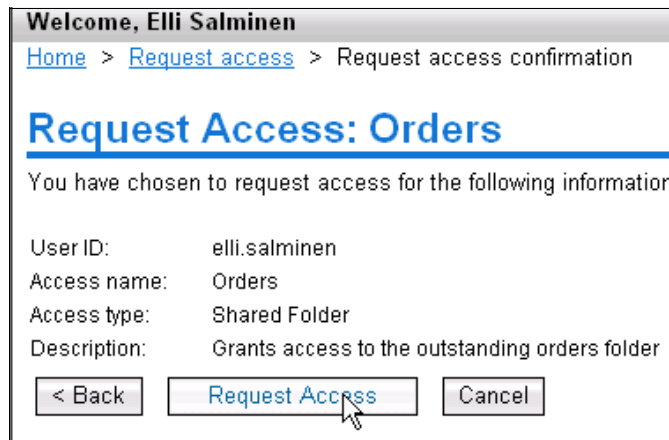 Welcome, Elli Salminen
Home > Request access > Request access confirmation
Request Access: Orders
You have chosen to request access for the following information
User ID: elli.salminen
Access name: Orders
Access type: Shared Folder
Description: Grants access to the outstanding orders folder
< Back Request Access Cancel